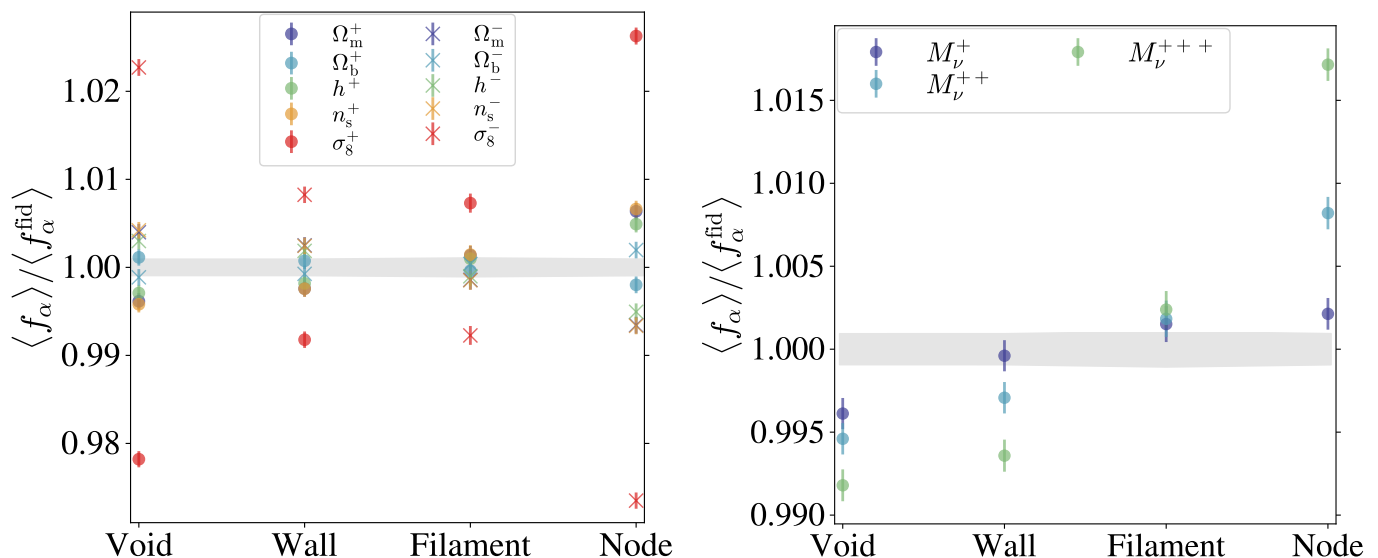 ⟨f_α⟩/⟨f_α^fid⟩
1.02
1.01
1.00
0.99
0.98
Ω_m^+ Ω_m^−
Ω_b^+ Ω_b^−
h^+ h^−
n_s^+ n_s^−
σ_8^+ σ_8^−
Void Wall Filament Node
⟨f_α⟩/⟨f_α^fid⟩
1.015
1.010
1.005
1.000
0.995
0.990
M_ν^+ M_ν^+++
M_ν^++
Void Wall Filament Node